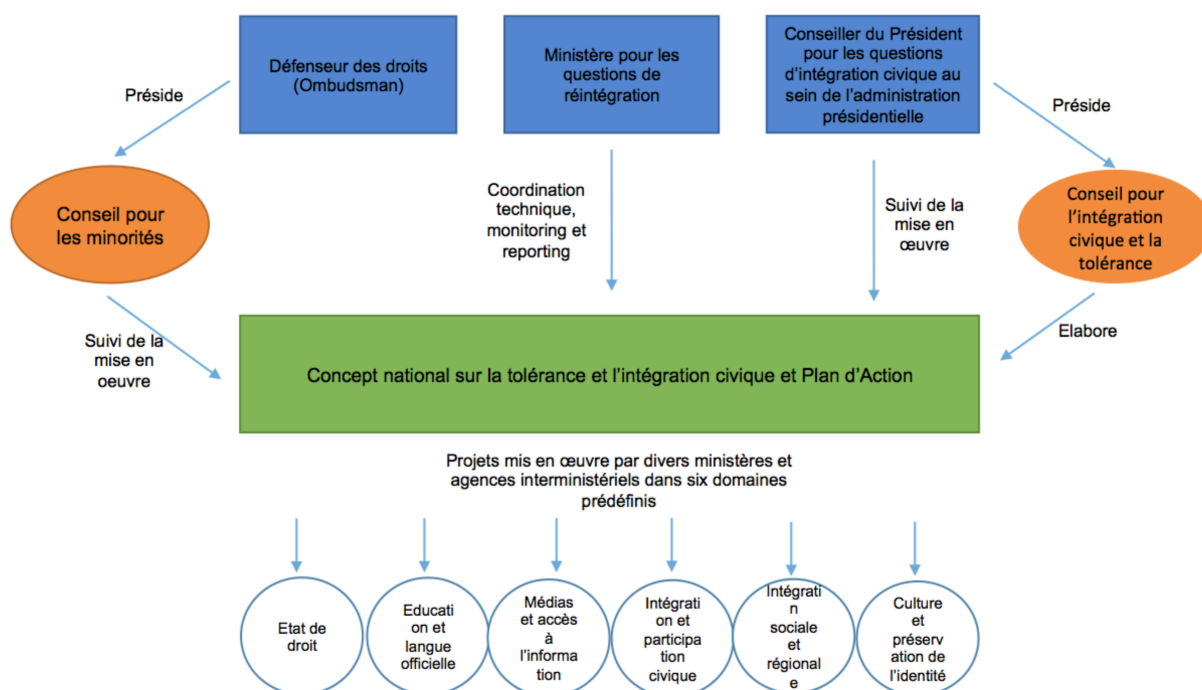 Défenseur des droits
(Ombudsman)
Ministère pour les
questions de
réintégration
Conseiller du Président
pour les questions
d'intégration civique au
sein de l'administration
présidentielle
Préside
Préside
Conseil pour
les minorités
Coordination
technique,
monitoring et
reporting
Suivi de la
mise en
œuvre
Conseil pour
l'intégration
civique et la
tolérance
Suivi de la
mise en
oeuvre
Elabore
Concept national sur la tolérance et l'intégration civique et Plan d'Action
Projets mis en œuvre par divers ministères et
agences interministériels dans six domaines
prédéfinis
Etat de
droit
Educati
on et
langue
officielle
Médias
et accès
à
l'informa
tion
Intégrati
on et
participa
tion
civique
Intégrati
n
sociale et
régional
e
Culture
et
préserv
ation de
l'identité